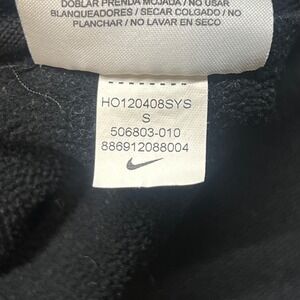 DOBLAR PRENDA MOJADA / NO USAR
BLANQUEADORES / SECAR COLGADO / NO
PLANCHAR / NO LAVAR EN SECO
HO120408SYS
S
506803-010
886912088004